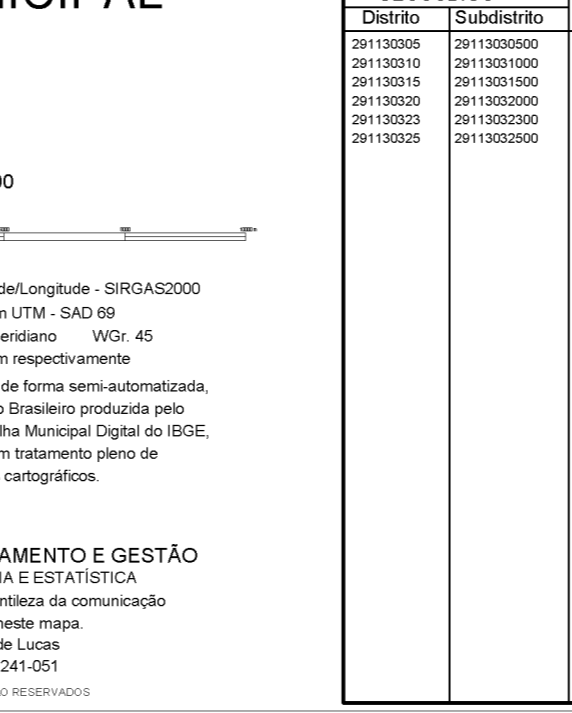 00
de/Longitude - SIRGAS2000
UTM - SAD 69
eridiano WGr. 45
respectivamente
de forma semi-automatizada,
o Brasileiro produzida pelo
lha Municipal Digital do IBGE,
m tratamento pleno de
cartográficos.
AMENTO E GESTÃO
IA E ESTATÍSTICA
ntileza da comunicação
neste mapa.
de Lucas
241-051
ÃO RESERVADOS
Distrito Subdistrito
291130305 29113030500
291130310 29113031000
291130315 29113031500
291130320 29113032000
291130323 29113032300
291130325 29113032500